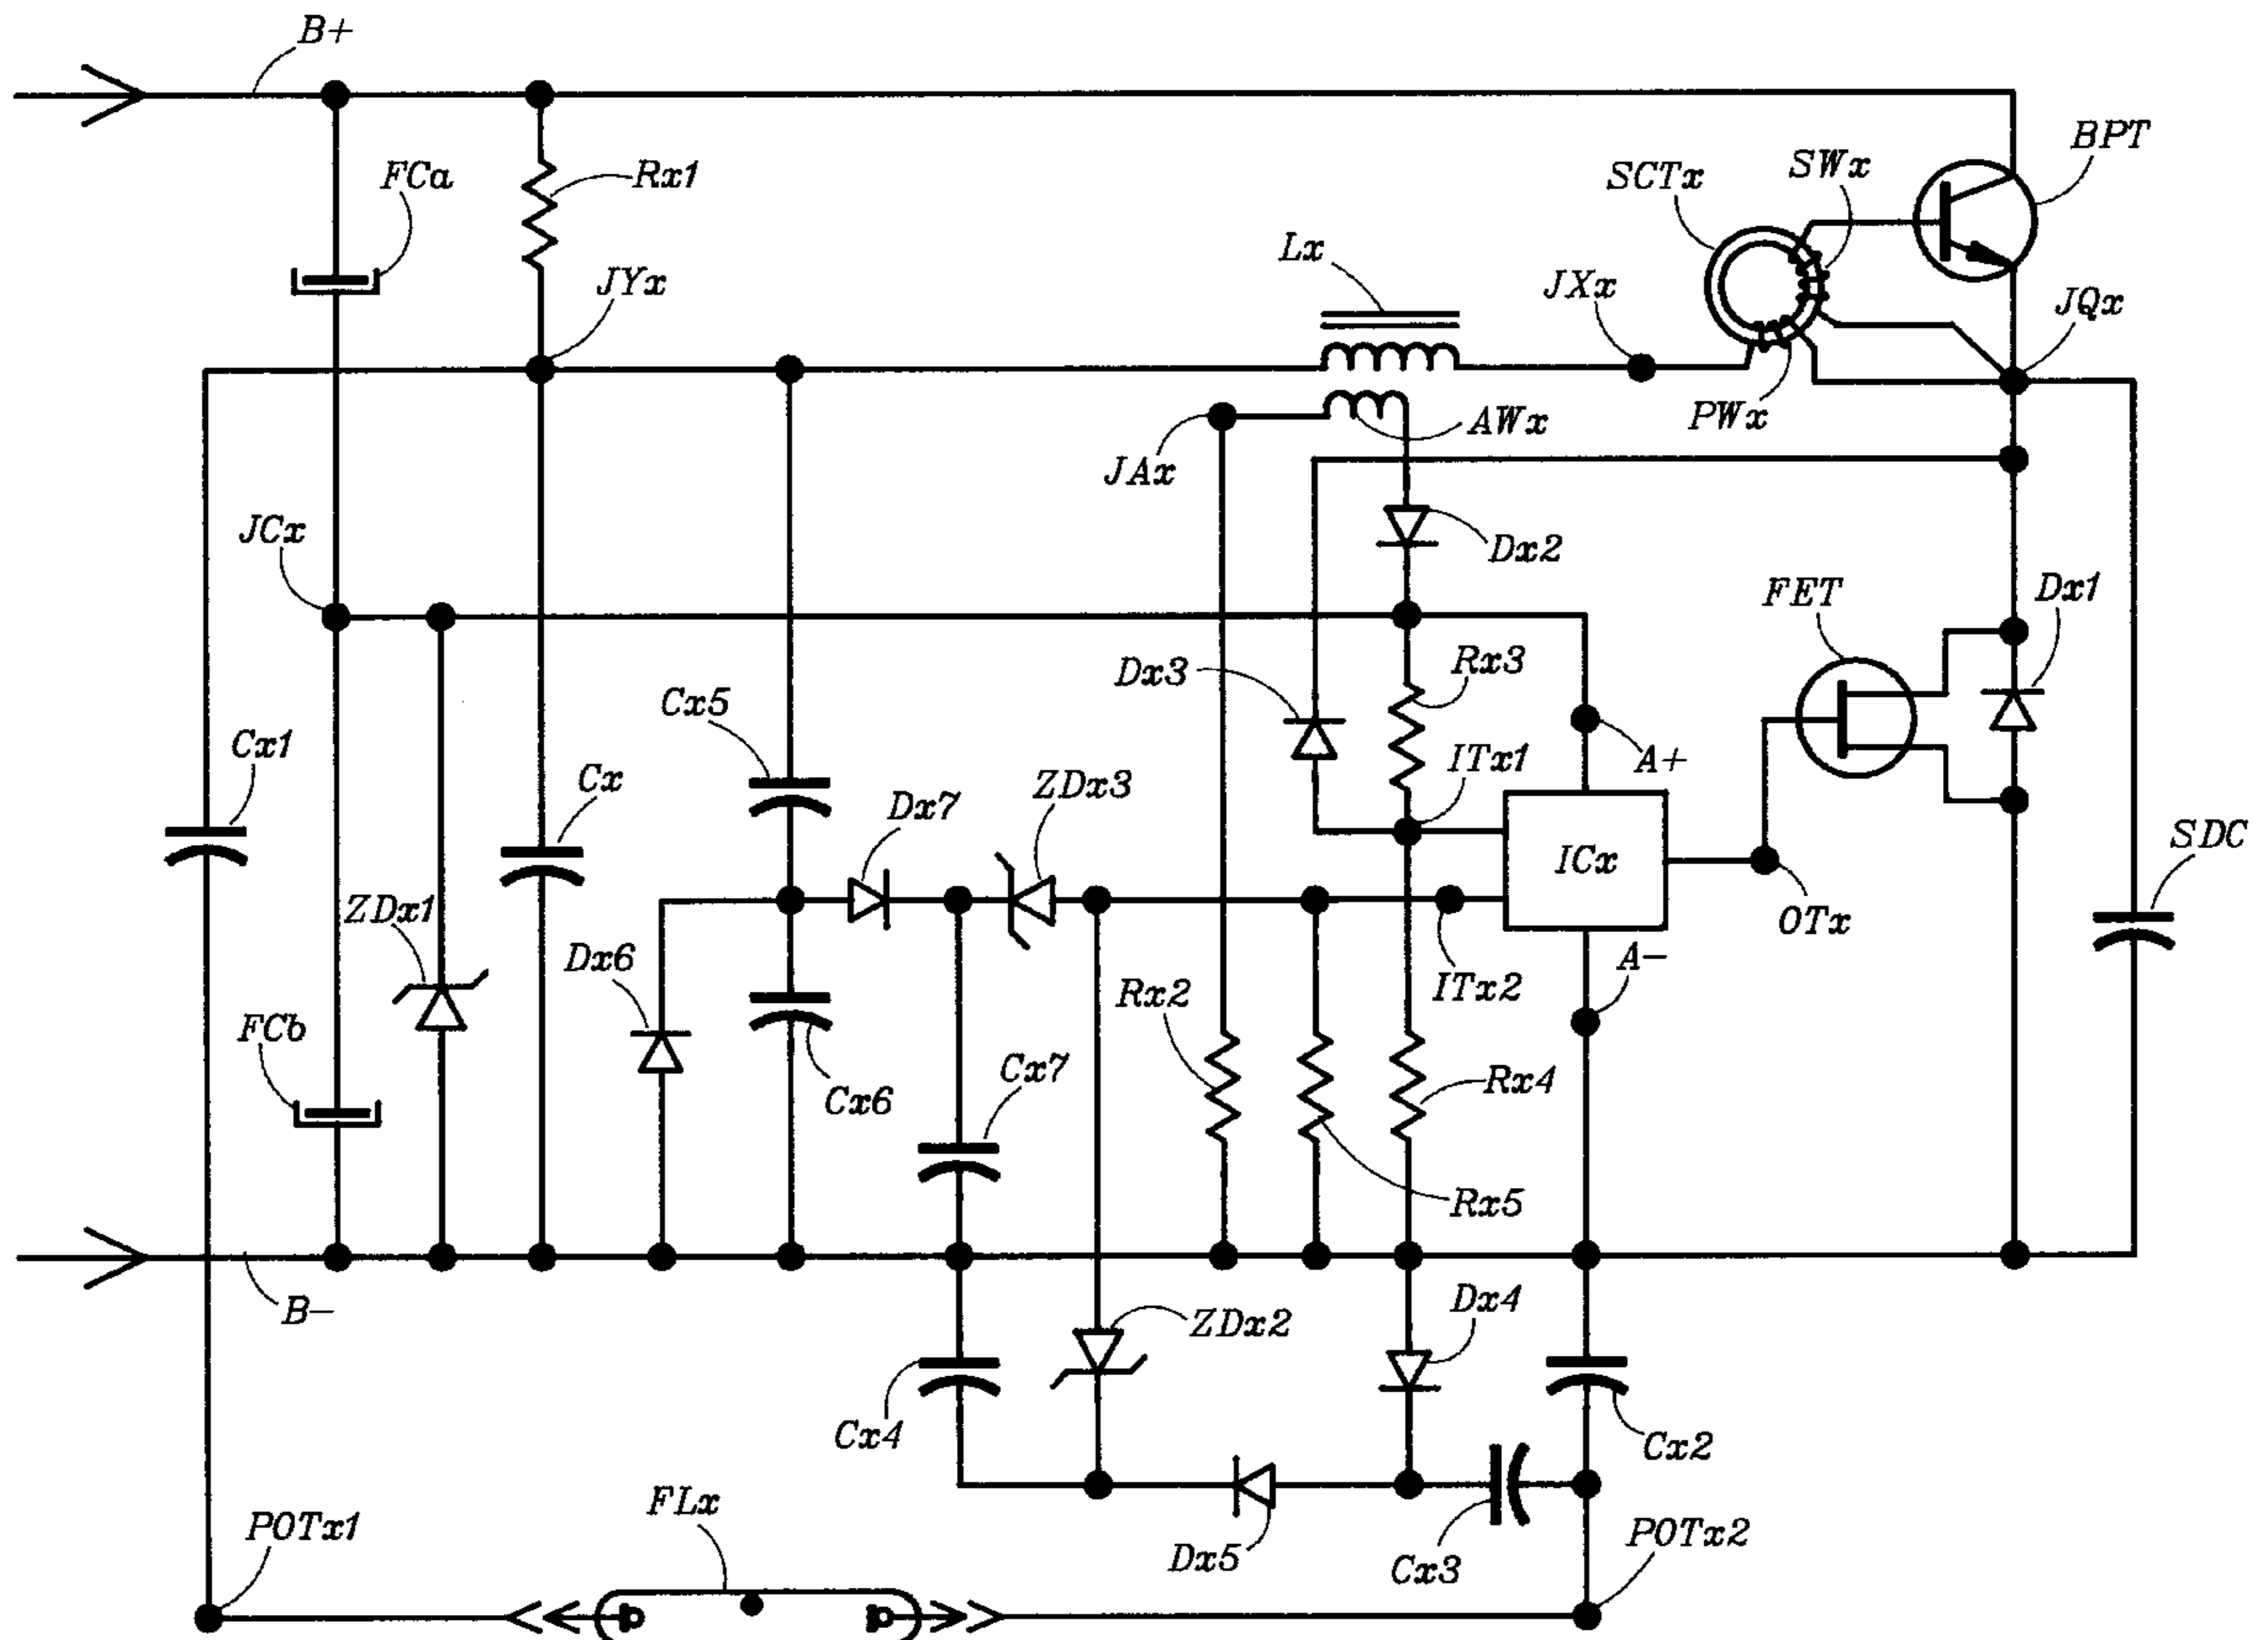 B+
BPT
FCa
Rx1
SCTx
SWx
Lx
JYx
JXx
JQx
PWx
AWx
JAx
JCx
Dx2
FET
Dx1
Rx3
Dx3
Cx5
ITx1
A+
Cx1
Cx
Dx7
ZDx3
SDC
ICx
ZDx1
OTx
Dx6
A-
Rx2
ITx2
FCb
Cx7
Rx4
Cx6
Rx5
B-
Dx4
ZDx2
Cx4
Cx2
FLx
POTx1
POTx2
Dx5
Cx3